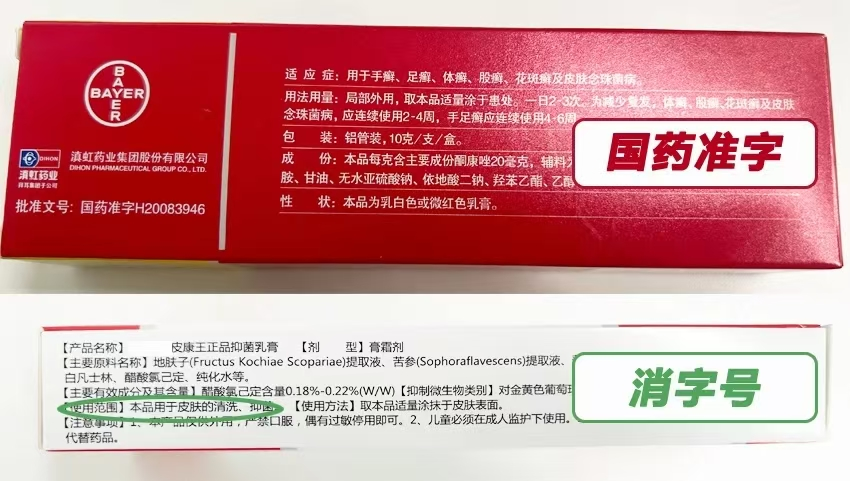 BAYER
BAYER
适 应 症：用于手癣、足癣、体癣、股癣、花斑癣及皮肤念珠菌病。
用法用量：局部外用，取本品适量涂于患处。一日2-3次。为减少复发，体癣、股癣、花斑癣及皮肤
念珠菌病，应连续使用2-4周，手足癣应连续使用4-6周
包 装：铝管装，10克/支/盒。
成 份：本品每克含主要成份酮康唑20毫克，辅料
胺、甘油、无水亚硫酸钠、依地酸二钠、羟苯乙酯、乙醇
性 状：本品为乳白色或微红色乳膏。
国药准字
DIHON
滇虹药业
拜耳集团子公司
滇虹药业集团股份有限公司
DIHON PHARMACEUTICAL GROUP CO., LTD.
批准文号：国药准字H20083946
【产品名称】 皮康王正品抑菌乳膏 【剂 型】膏霜剂
【主要原料名称】地肤子(Fructus Kochiae Scopariae)提取液、苦参(Sophoraflavescens)提取液、
白凡士林、醋酸氯己定、纯化水等。
【主要有效成分及其含量】醋酸氯己定含量0.18%-0.22%(W/W)【抑制微生物类别】对金黄色葡萄球
【使用范围】本品用于皮肤的清洗、抑菌。【使用方法】取本品适量涂抹于皮肤表面。
【注意事项】1、本产品仅供外用，严禁口服，偶有过敏停用即可。2、儿童必须在成人监护下使用。
代替药品。
消字号